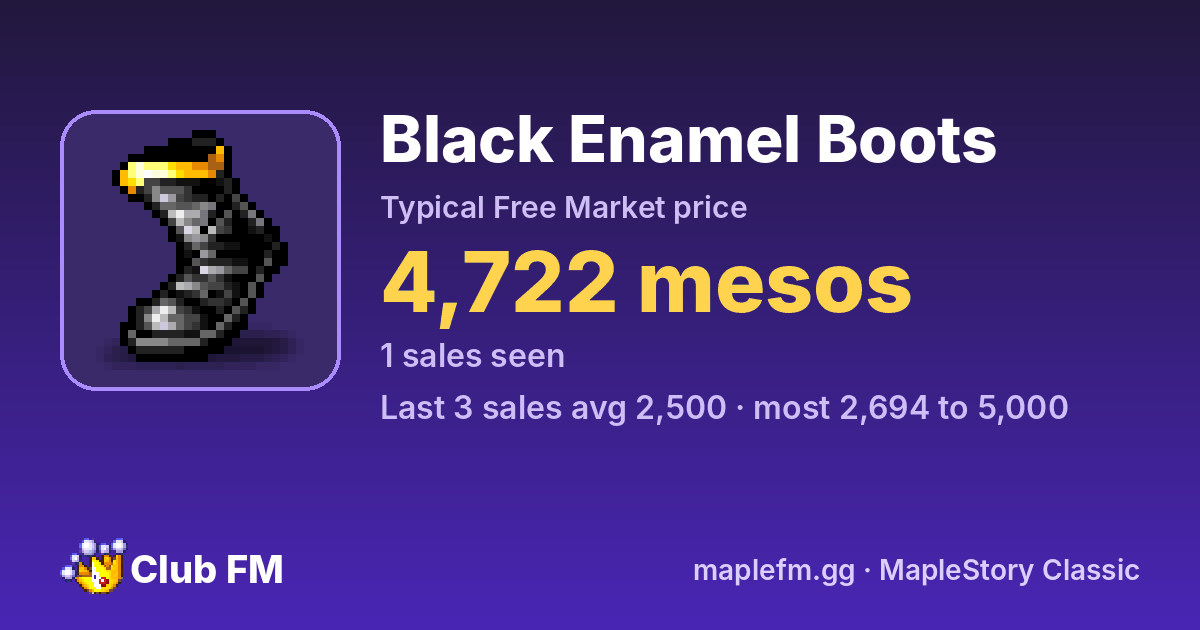 Black Enamel Boots
Typical Free Market price
4,722 mesos
1 sales seen
Last 3 sales avg 2,500 · most 2,694 to 5,000
Club FM
maplefm.gg · MapleStory Classic